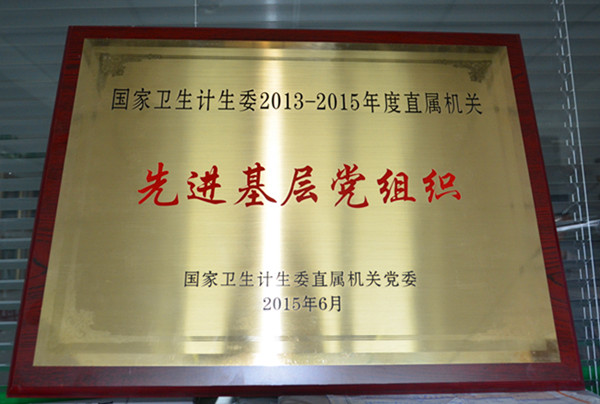 国家卫生计生委2013-2015年度直属机关
先进基层党组织
国家卫生计生委直属机关党委
2015年6月